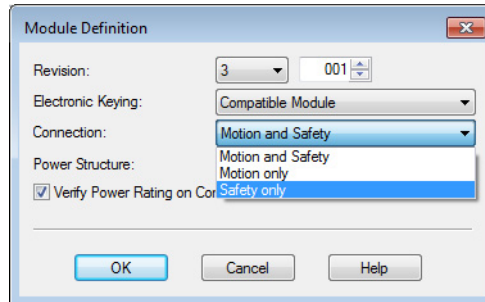 Module Definition
Revision: 3 001
Electronic Keying: Compatible Module
Connection: Motion and Safety
Motion and Safety
Power Structure:
Motion only
Verify Power Rating on Safety only
OK Cancel Help